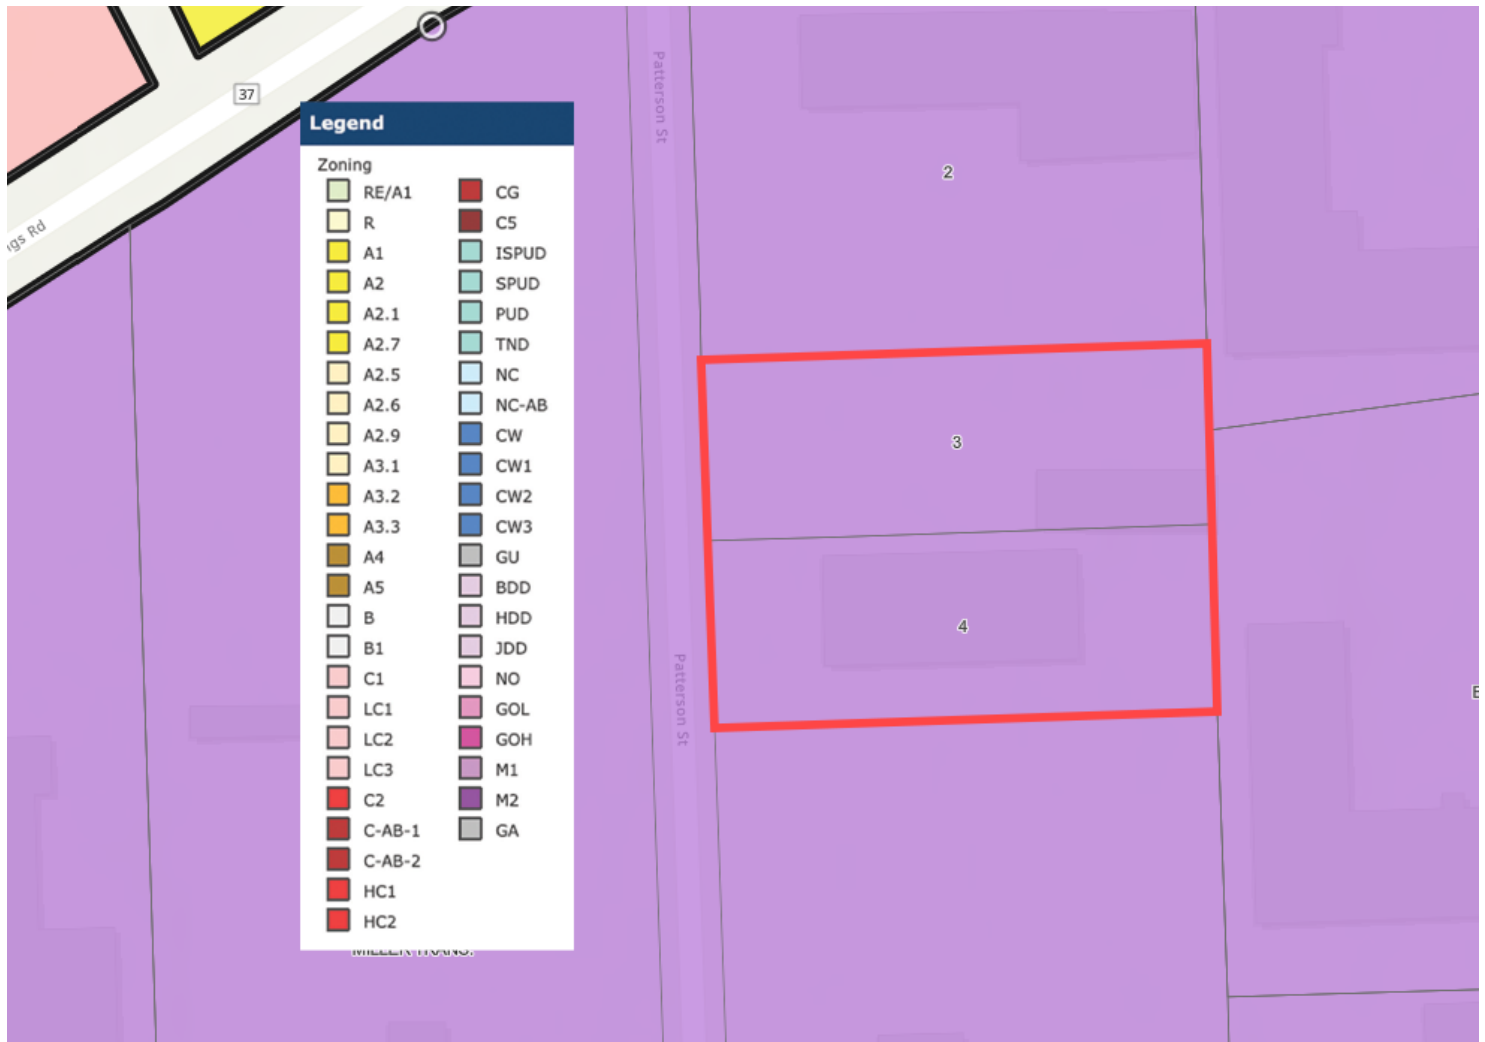 37
gs Rd
Patterson St
2
Legend
Zoning
RE/A1
R
A1
A2
A2.1
A2.7
A2.5
A2.6
A2.9
A3.1
A3.2
A3.3
A4
A5
B
B1
C1
LC1
LC2
LC3
C2
C-AB-1
C-AB-2
HC1
HC2
CG
C5
ISPUD
SPUD
PUD
TND
NC
NC-AB
CW
CW1
CW2
CW3
GU
BDD
HDD
JDD
NO
GOL
GOH
M1
M2
GA
3
4
Patterson St
MILLER TRANS.